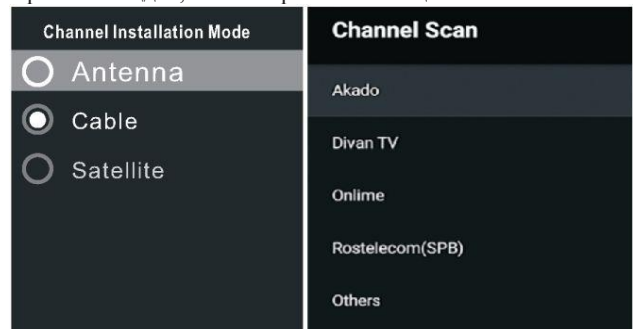 Channel Installation Mode
Antenna
Cable
Satellite
Channel Scan
Akado
Divan TV
Onlime
Rostelecom(SPB)
Others